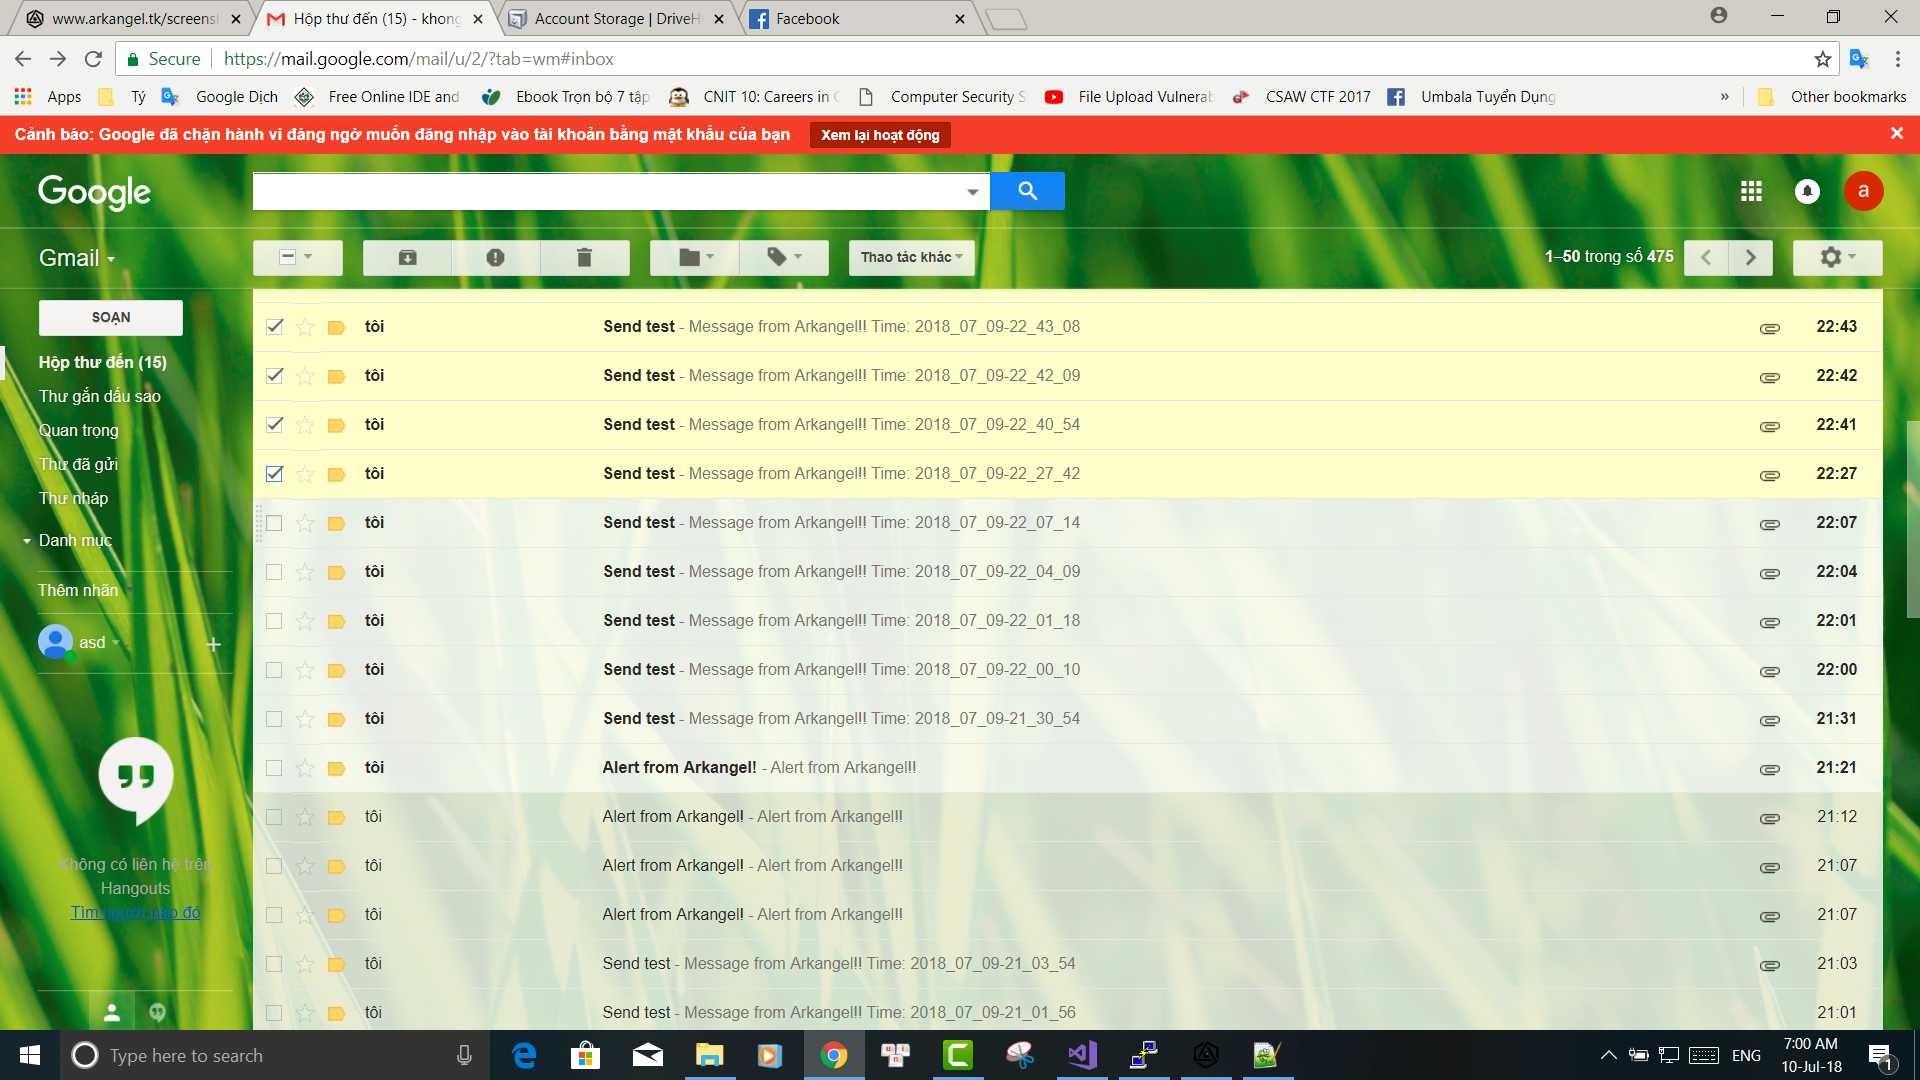 www.arkangel.tk/screens
Hộp thư đến (15) - khong
Account Storage | DriveH
Facebook
Secure
https://mail.google.com/mail/u/2/?tab=wm#inbox
Apps
Tý
Google Dịch
Free Online IDE and
Ebook Trọn bộ 7 tập
CNIT 10: Careers in
Computer Security S
File Upload Vulnerab
CSAW CTF 2017
Umbala Tuyển Dụng
»
Other bookmarks
Cảnh báo: Google đã chặn hành vi đáng ngờ muốn đăng nhập vào tài khoản bằng mật khẩu của bạn
Xem lại hoạt động
Google
a
Gmail
Thao tác khác
1–50 trong số 475
SOẠN
Hộp thư đến (15)
Thư gắn dấu sao
Quan trọng
Thư đã gửi
Thư nháp
Danh mục
Thêm nhãn
asd
Không có liên hệ trên
Hangouts
Tìm người nào đó
tôi Send test - Message from Arkangel!! Time: 2018_07_09-22_43_08 22:43
tôi Send test - Message from Arkangel!! Time: 2018_07_09-22_42_09 22:42
tôi Send test - Message from Arkangel!! Time: 2018_07_09-22_40_54 22:41
tôi Send test - Message from Arkangel!! Time: 2018_07_09-22_27_42 22:27
tôi Send test - Message from Arkangel!! Time: 2018_07_09-22_07_14 22:07
tôi Send test - Message from Arkangel!! Time: 2018_07_09-22_04_09 22:04
tôi Send test - Message from Arkangel!! Time: 2018_07_09-22_01_18 22:01
tôi Send test - Message from Arkangel!! Time: 2018_07_09-22_00_10 22:00
tôi Send test - Message from Arkangel!! Time: 2018_07_09-21_30_54 21:31
tôi Alert from Arkangel! - Alert from Arkangel!! 21:21
tôi Alert from Arkangel! - Alert from Arkangel!! 21:12
tôi Alert from Arkangel! - Alert from Arkangel!! 21:07
tôi Alert from Arkangel! - Alert from Arkangel!! 21:07
tôi Send test - Message from Arkangel!! Time: 2018_07_09-21_03_54 21:03
tôi Send test - Message from Arkangel!! Time: 2018_07_09-21_01_56 21:01
Type here to search
ENG
7:00 AM
10-Jul-18
1